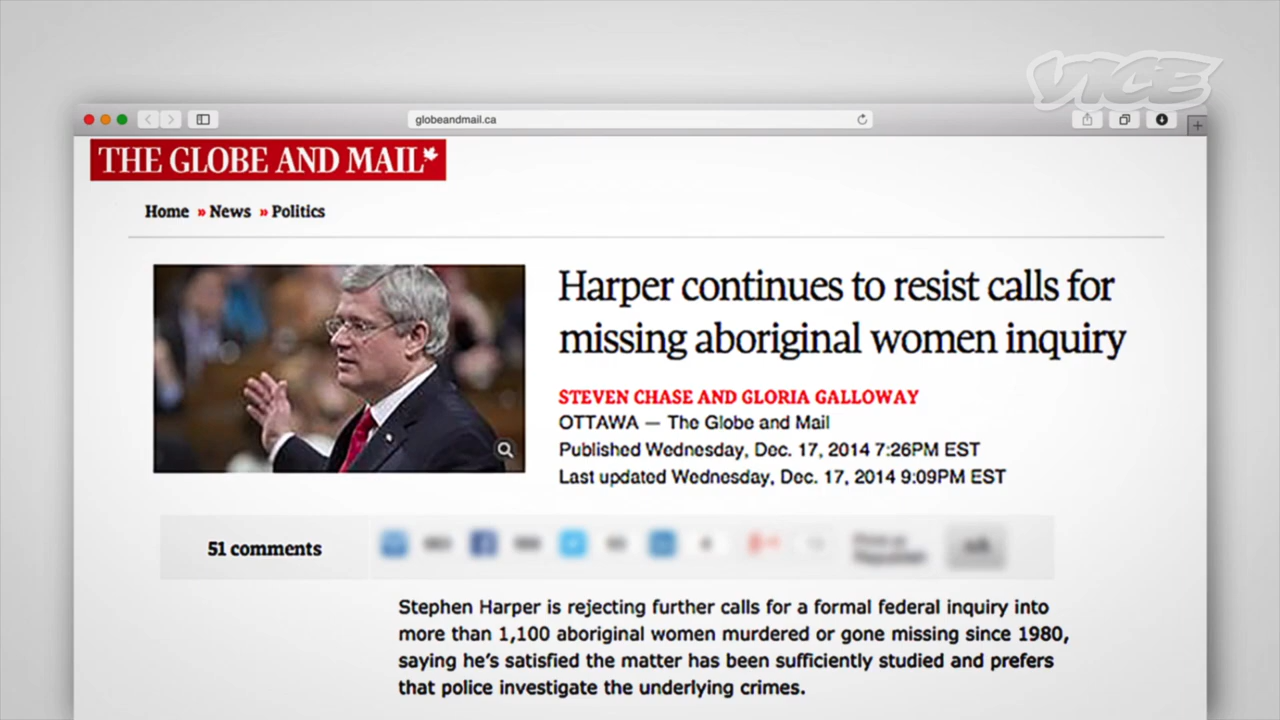 VICE
globeandmail.ca
THE GLOBE AND MAIL
Home » News » Politics
Harper continues to resist calls for
missing aboriginal women inquiry
STEVEN CHASE AND GLORIA GALLOWAY
OTTAWA — The Globe and Mail
Published Wednesday, Dec. 17, 2014 7:26PM EST
Last updated Wednesday, Dec. 17, 2014 9:09PM EST
51 comments
Stephen Harper is rejecting further calls for a formal federal inquiry into
more than 1,100 aboriginal women murdered or gone missing since 1980,
saying he’s satisfied the matter has been sufficiently studied and prefers
that police investigate the underlying crimes.